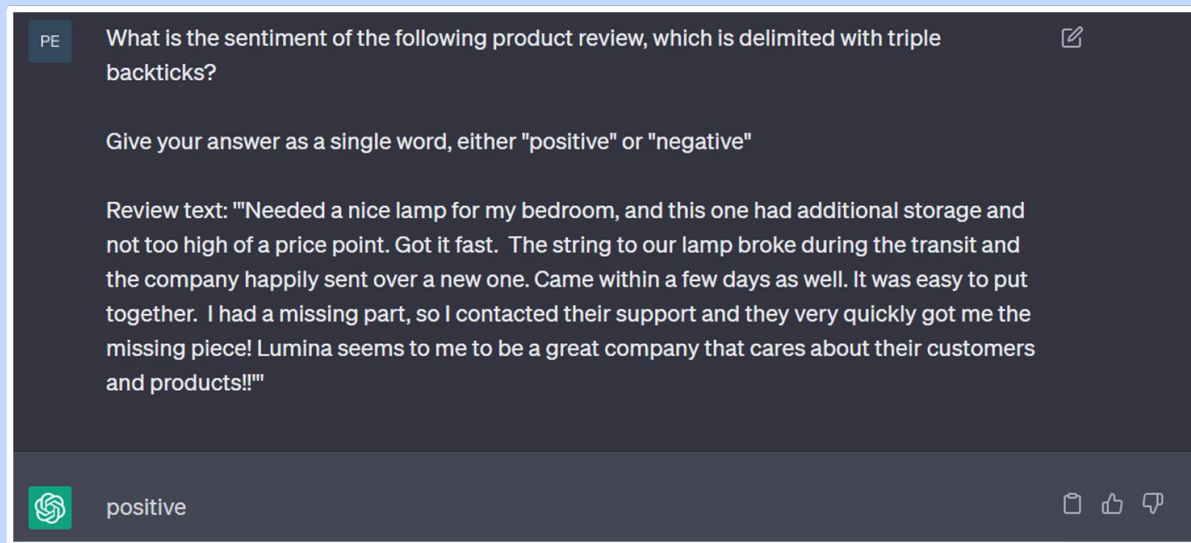 PE
What is the sentiment of the following product review, which is delimited with triple
backticks?
Give your answer as a single word, either "positive" or "negative"
Review text: '''Needed a nice lamp for my bedroom, and this one had additional storage and
not too high of a price point. Got it fast.  The string to our lamp broke during the transit and
the company happily sent over a new one. Came within a few days as well. It was easy to put
together.  I had a missing part, so I contacted their support and they very quickly got me the
missing piece! Lumina seems to me to be a great company that cares about their customers
and products!!'''
positive